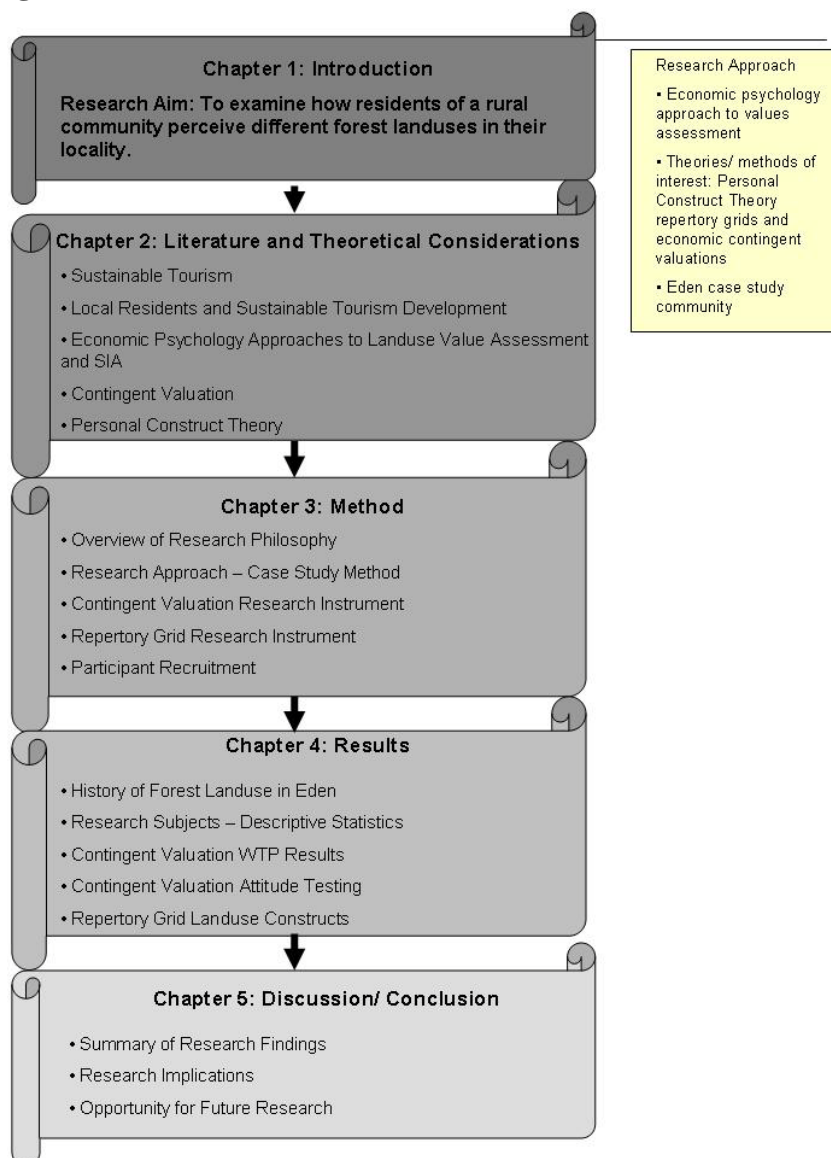 Chapter 1: Introduction
Research Aim: To examine how residents of a rural
community perceive different forest landuses in their
locality.
Research Approach
▪ Economic psychology
approach to values
assessment
▪ Theories/ methods of
interest: Personal
Construct Theory
repertory grids and
economic contingent
valuations
▪ Eden case study
community
Chapter 2: Literature and Theoretical Considerations
• Sustainable Tourism
• Local Residents and Sustainable Tourism Development
• Economic Psychology Approaches to Landuse Value Assessment
and SIA
• Contingent Valuation
• Personal Construct Theory
Chapter 3: Method
• Overview of Research Philosophy
• Research Approach – Case Study Method
• Contingent Valuation Research Instrument
• Repertory Grid Research Instrument
• Participant Recruitment
Chapter 4: Results
• History of Forest Landuse in Eden
• Research Subjects – Descriptive Statistics
• Contingent Valuation WTP Results
• Contingent Valuation Attitude Testing
• Repertory Grid Landuse Constructs
Chapter 5: Discussion/ Conclusion
• Summary of Research Findings
• Research Implications
• Opportunity for Future Research